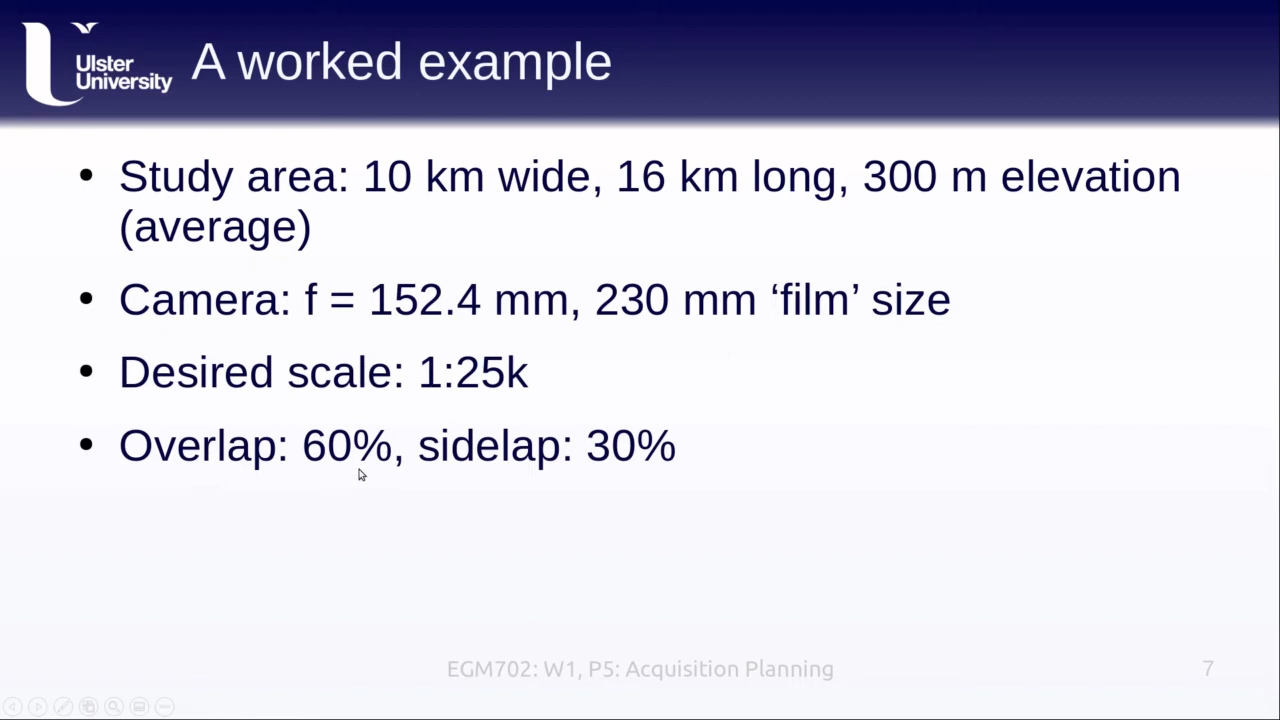 Ulster
University
A worked example
• Study area: 10 km wide, 16 km long, 300 m elevation
(average)
• Camera: f = 152.4 mm, 230 mm ‘film’ size
• Desired scale: 1:25k
• Overlap: 60%, sidelap: 30%
EGM702: W1, P5: Acquisition Planning
7